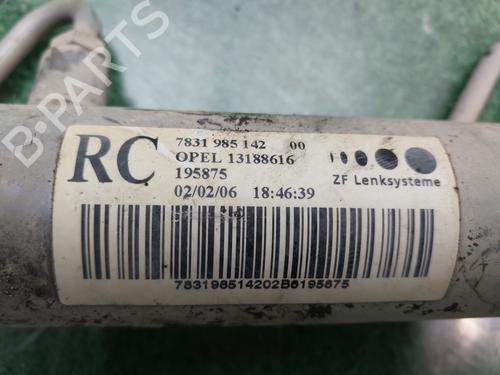 B-PARTS
RC
7831 985 142 00
OPEL 13188616
195875
02/02/06 18:46:39
ZF Lenksysteme
783198514202B6195875